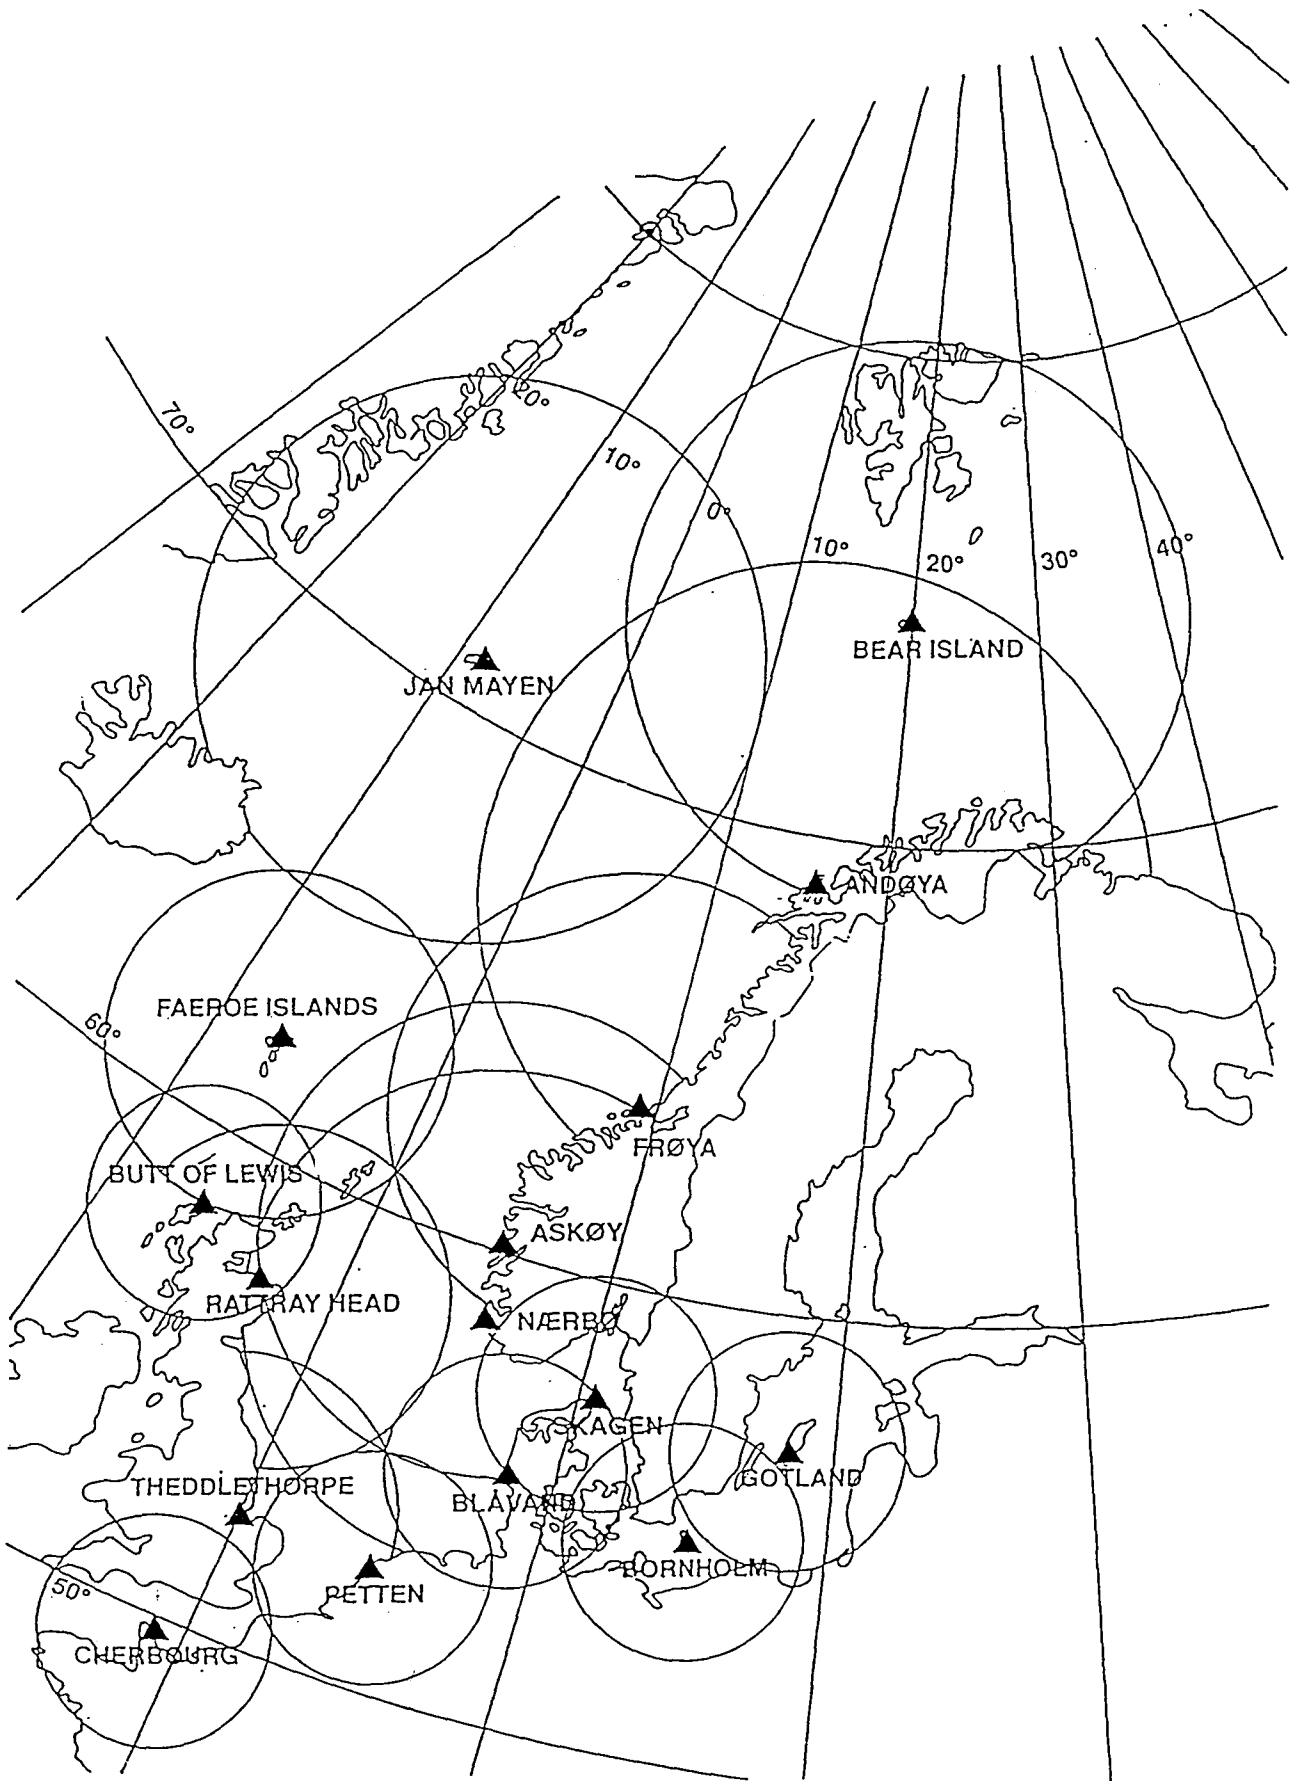 70°
20°
10°
0°
10°
20°
30°
40°
BEAR ISLAND
JAN MAYEN
ANDØYA
FAEROE ISLANDS
60°
FRØYA
BUTT OF LEWIS
ASKØY
RATTRAY HEAD
NÆRBØ
SKAGEN
GOTLAND
THEDDLETHORPE
BLÅVAND
BORNHOLM
PETTEN
50°
CHERBOURG